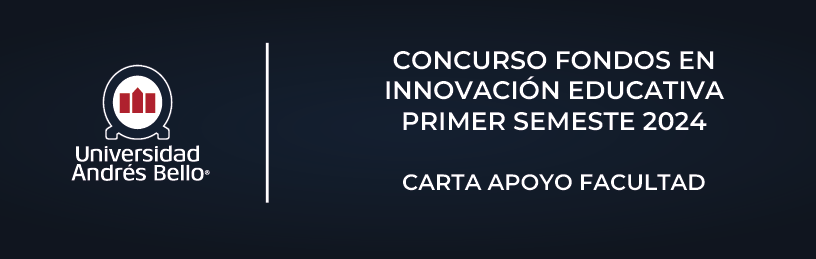 Universidad
Andrés Bello®
CONCURSO FONDOS EN
INNOVACIÓN EDUCATIVA
PRIMER SEMESTE 2024
CARTA APOYO FACULTAD